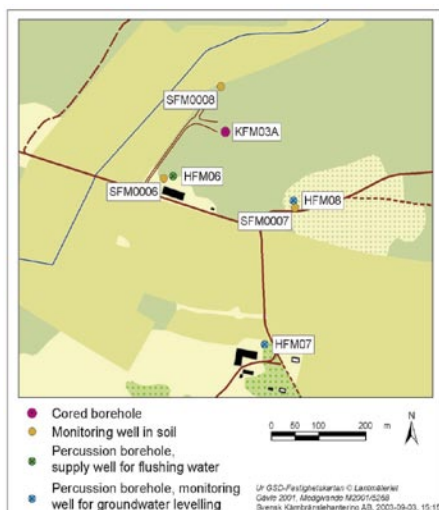 SFM0008
KFM03A
HFM06
SFM0006
HFM08
SFM0007
HFM07
Cored borehole
Monitoring well in soil
Percussion borehole,
supply well for flushing water
Percussion borehole, monitoring
well for groundwater levelling
0 50 100 200 m
N
Ur GSD-Fastighetskartan © Lantmäteriet
Gävle 2001, Medgivande M2001/5268
Svensk Kärnbränslehantering AB, 2003-09-03, 15:15